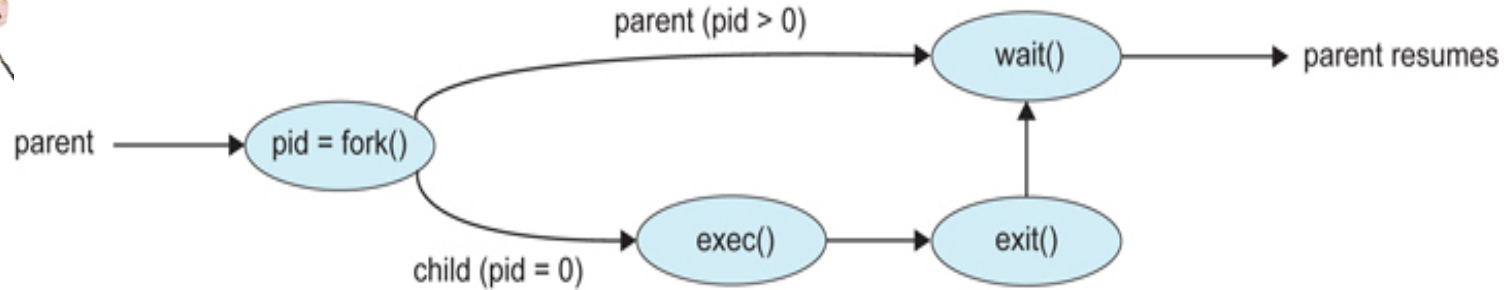 parent (pid > 0)
wait()
parent resumes
parent
pid = fork()
exec()
exit()
child (pid = 0)